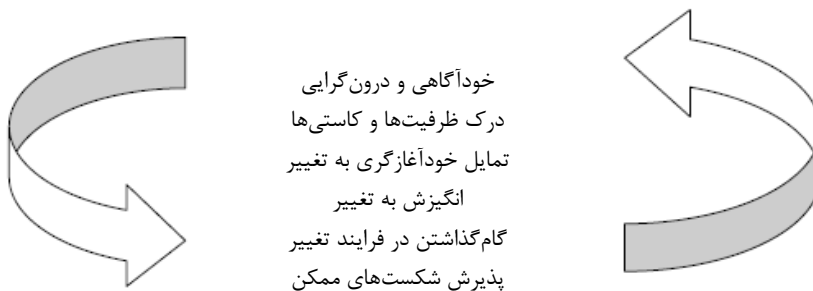 خودآگاهی و درون‌گرایی
درک ظرفیت‌ها و کاستی‌ها
تمایل خودآغازگری به تغییر
انگیزش به تغییر
گام‌گذاشتن در فرایند تغییر
پذیرش شکست‌های ممکن